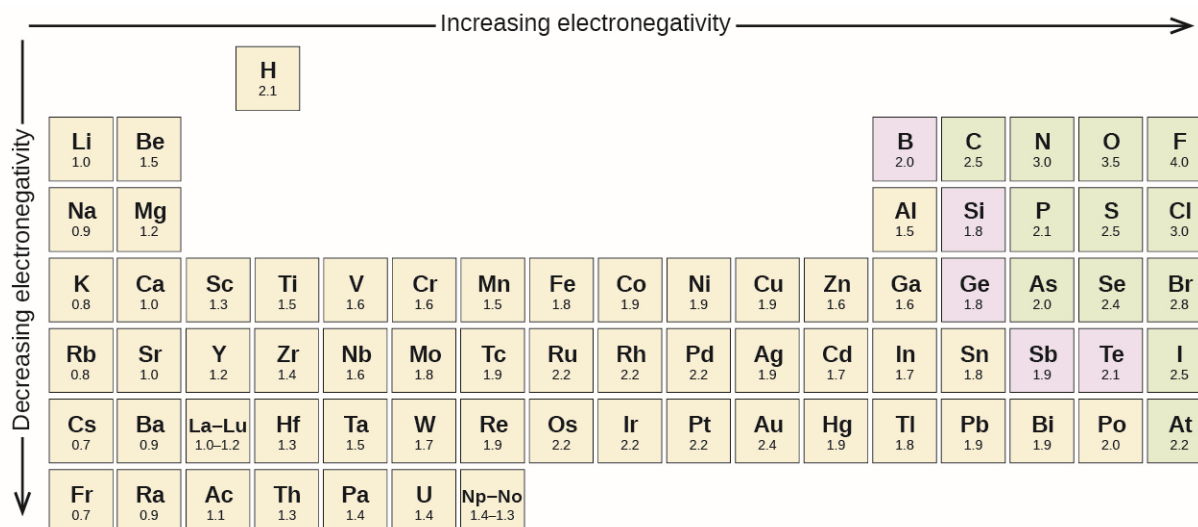 Increasing electronegativity
Decreasing electronegativity
H
2.1
Li Be B C N O F
1.0 1.5 2.0 2.5 3.0 3.5 4.0
Na Mg Al Si P S Cl
0.9 1.2 1.5 1.8 2.1 2.5 3.0
K Ca Sc Ti V Cr Mn Fe Co Ni Cu Zn Ga Ge As Se Br
0.8 1.0 1.3 1.5 1.6 1.6 1.5 1.8 1.9 1.9 1.9 1.6 1.6 1.8 2.0 2.4 2.8
Rb Sr Y Zr Nb Mo Tc Ru Rh Pd Ag Cd In Sn Sb Te I
0.8 1.0 1.2 1.4 1.6 1.8 1.9 2.2 2.2 2.2 1.9 1.7 1.7 1.8 1.9 2.1 2.5
Cs Ba La–Lu Hf Ta W Re Os Ir Pt Au Hg Tl Pb Bi Po At
0.7 0.9 1.0–1.2 1.3 1.5 1.7 1.9 2.2 2.2 2.2 2.4 1.9 1.8 1.9 1.9 2.0 2.2
Fr Ra Ac Th Pa U Np–No
0.7 0.9 1.1 1.3 1.4 1.4 1.4–1.3